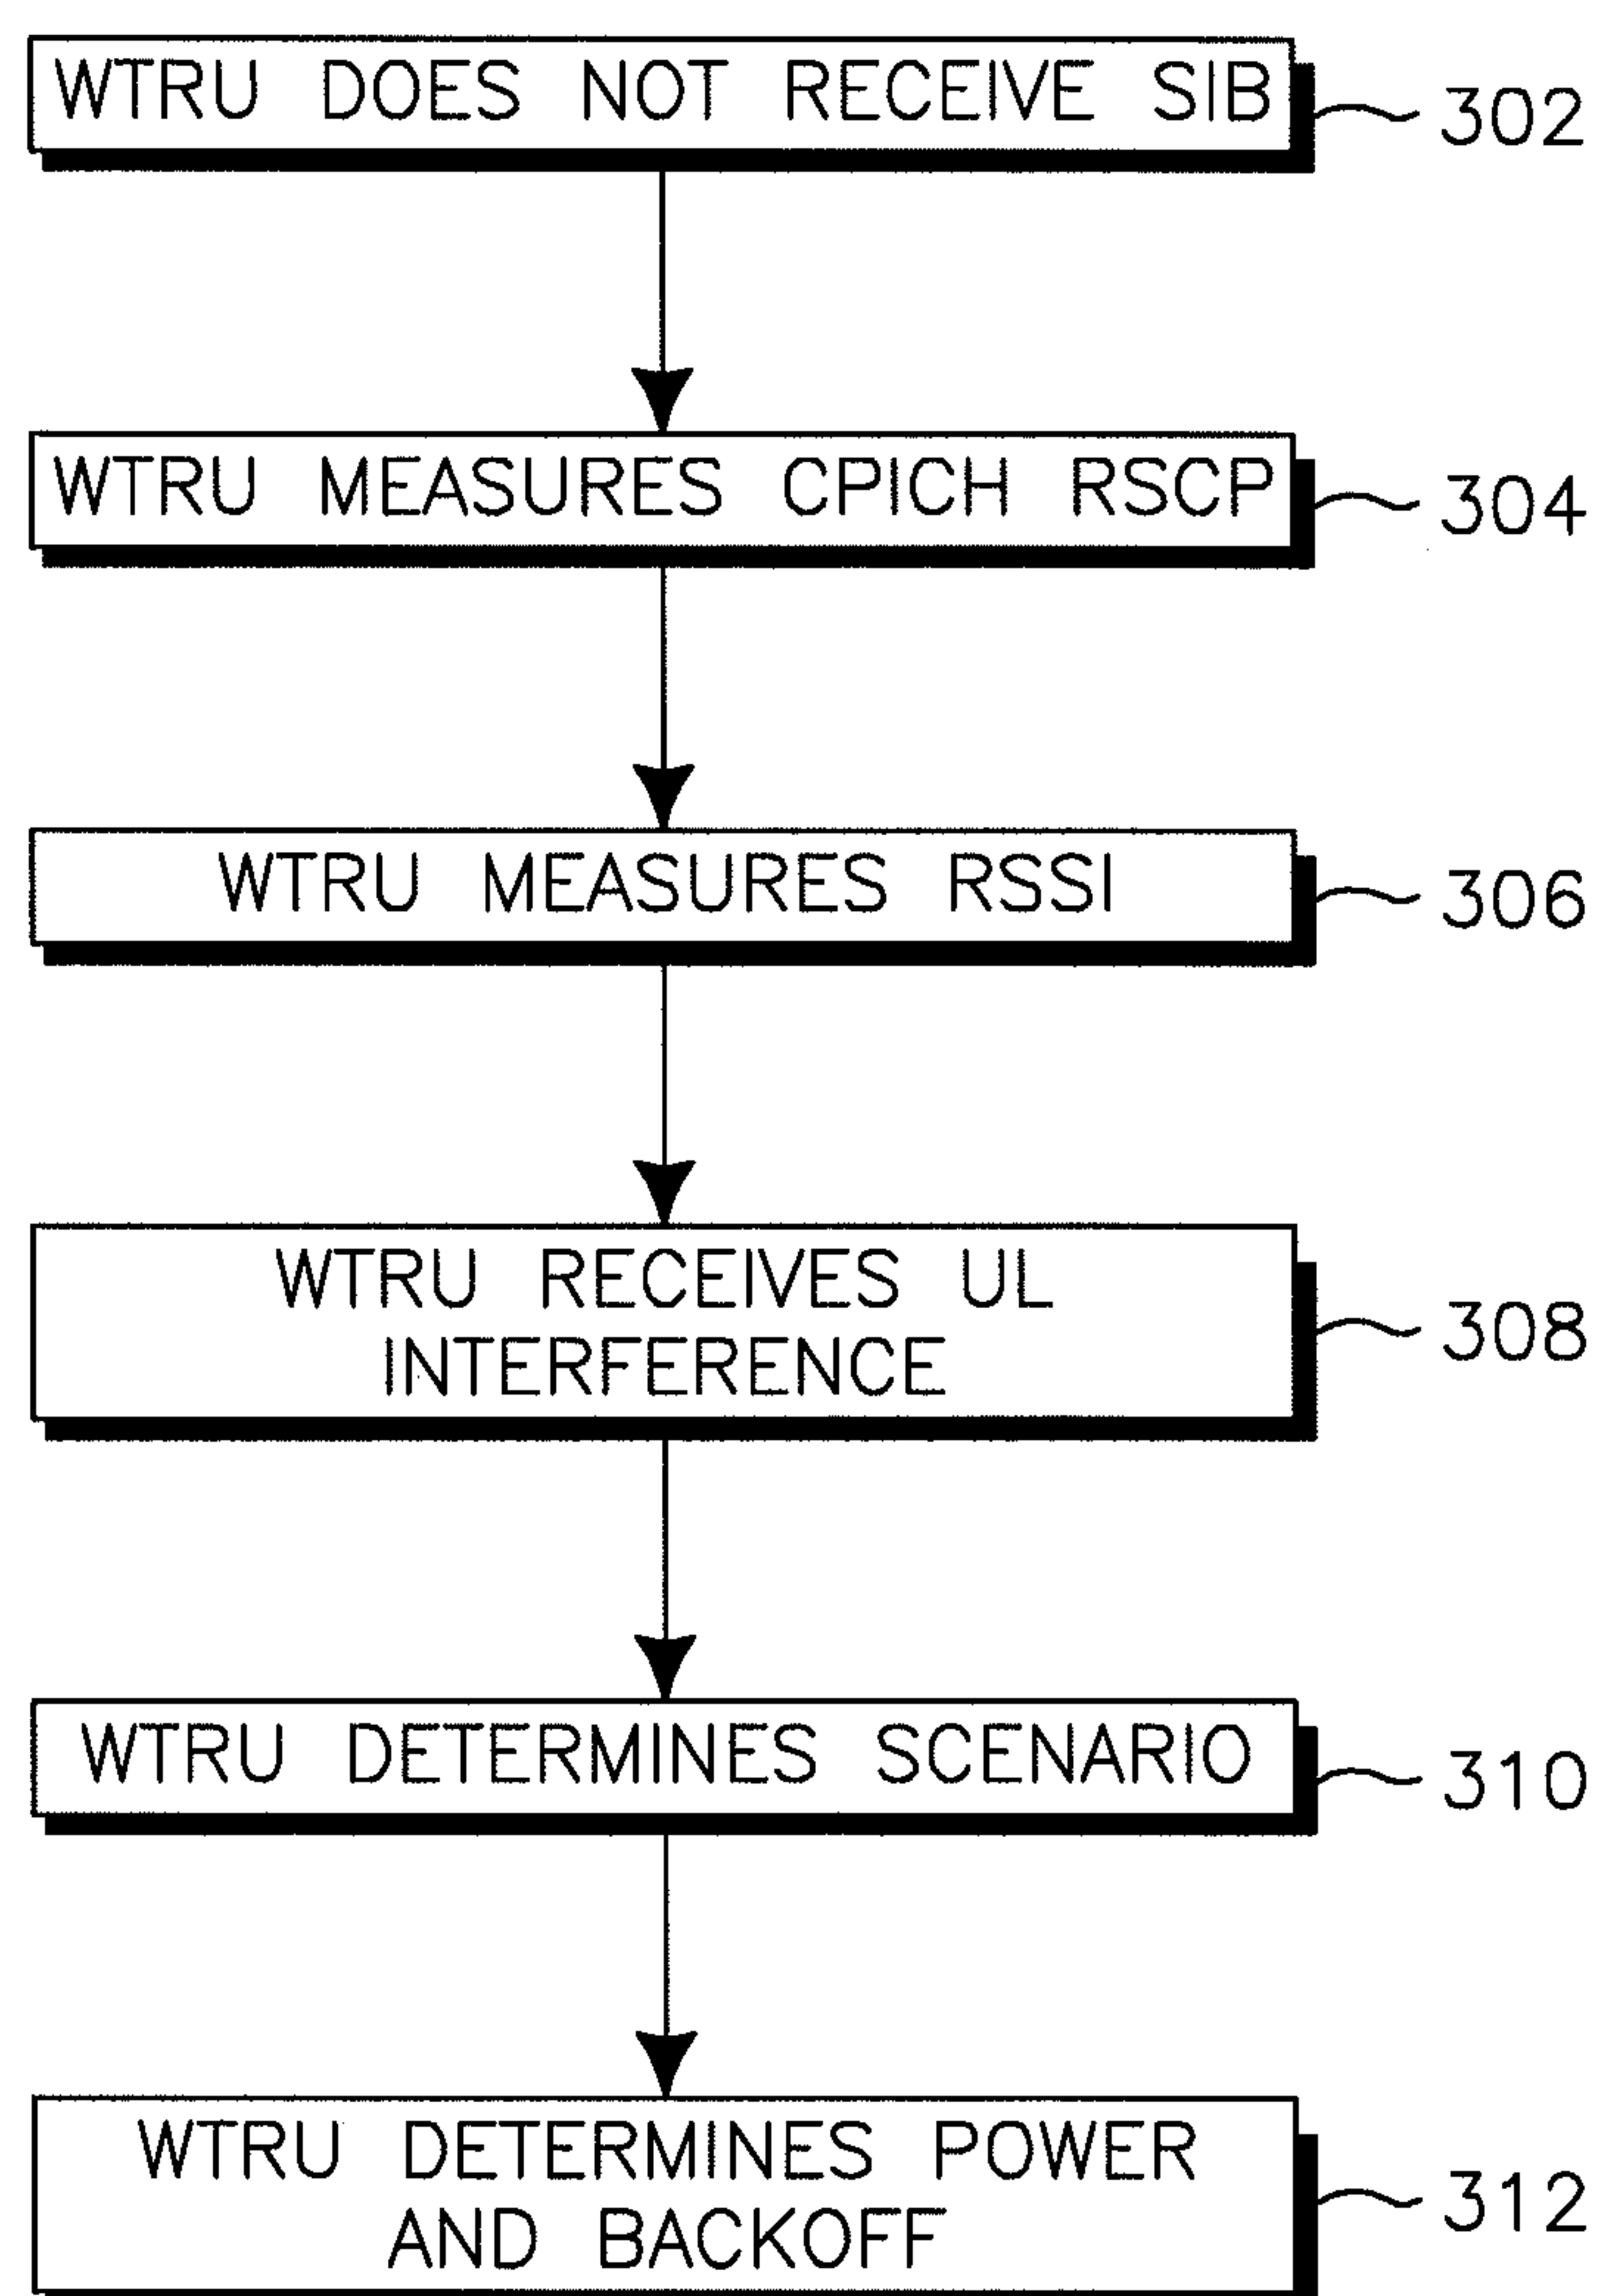 WTRU DOES NOT RECEIVE SIB
302
WTRU MEASURES CPICH RSCP
304
WTRU MEASURES RSSI
306
WTRU RECEIVES UL
INTERFERENCE
308
WTRU DETERMINES SCENARIO
310
WTRU DETERMINES POWER
AND BACKOFF
312